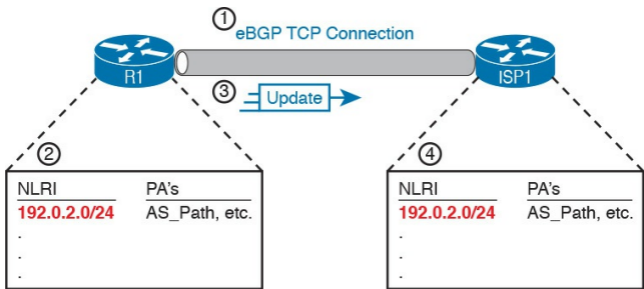 ① eBGP TCP Connection
R1
ISP1
③ Update
②
NLRI PA's
192.0.2.0/24 AS_Path, etc.
.
.
.
④
NLRI PA's
192.0.2.0/24 AS_Path, etc.
.
.
.